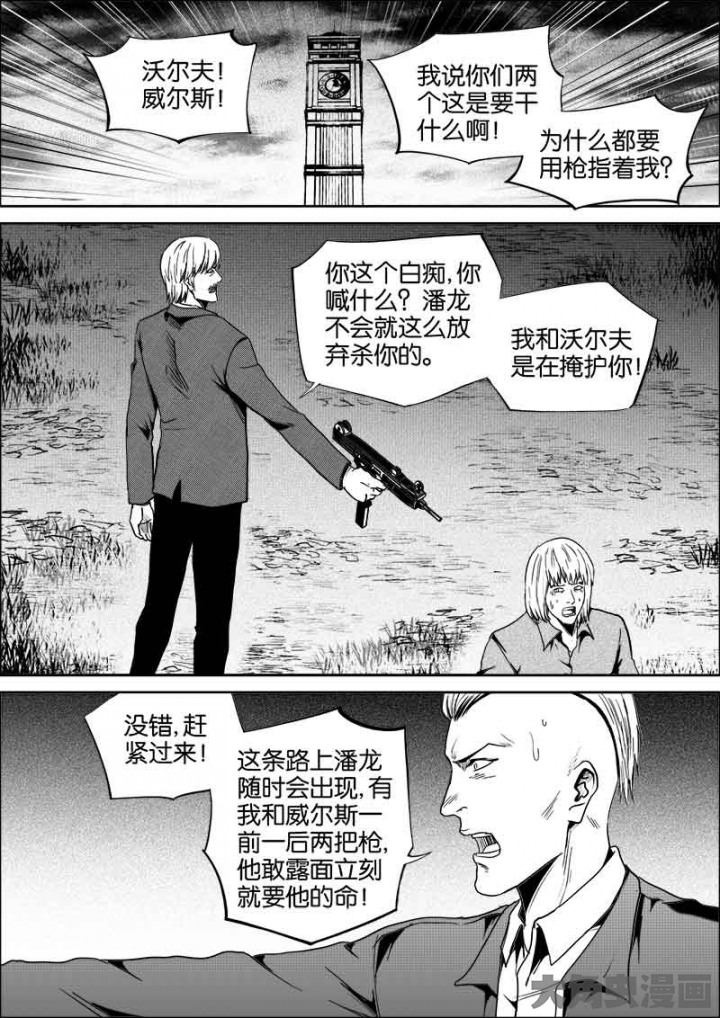 沃尔夫！
威尔斯！
我说你们两
个这是要干
什么啊！
为什么都要
用枪指着我？
你这个白痴，你
喊什么？潘龙
不会就这么放
弃杀你的。
我和沃尔夫
是在掩护你！
没错，赶
紧过来！
这条路上潘龙
随时会出现，有
我和威尔斯一
前一后两把枪，
他敢露面立刻
就要他的命！
大角虫漫画